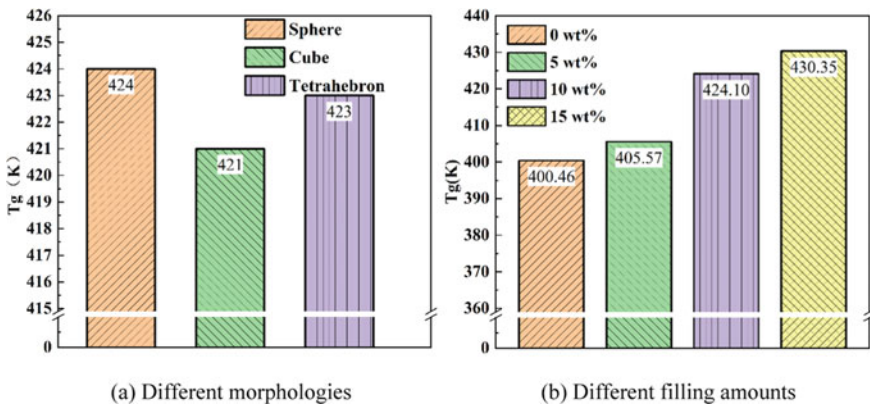 426
425
424
423
422
421
420
419
418
417
416
415
0
Tg (K)
Sphere
Cube
Tetrahebron
424
421
423
(a) Different morphologies
440
430
420
410
400
390
380
370
360
0
Tg(K)
0 wt%
5 wt%
10 wt%
15 wt%
400.46
405.57
424.10
430.35
(b) Different filling amounts